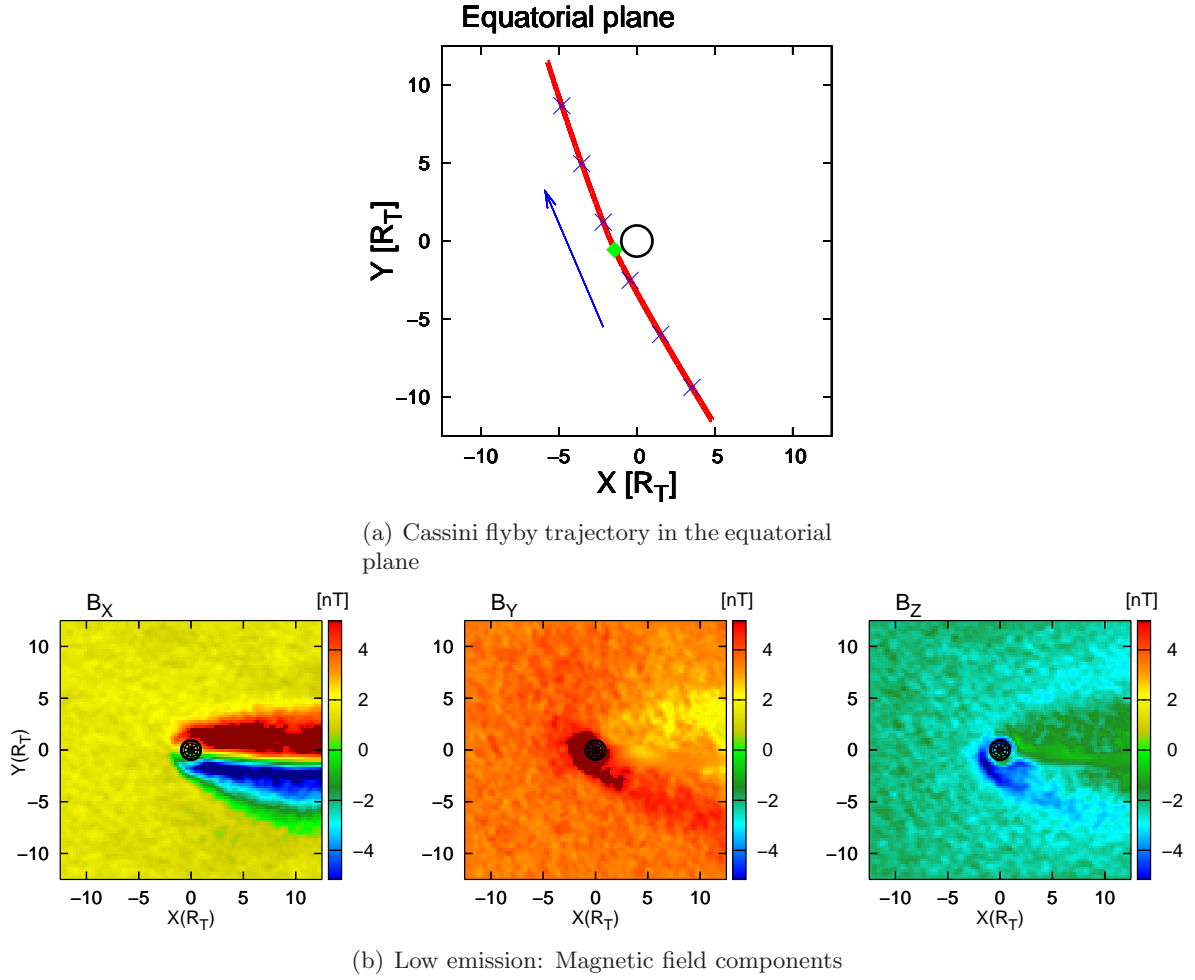 Equatorial plane
10
5
0
−5
−10
Y [R_T]
−10 −5 0 5 10
X [R_T]
(a) Cassini flyby trajectory in the equatorial
plane
B_X [nT]
10
5
0
−5
−10
Y(R_T)
−10 −5 0 5 10
X(R_T)
4
2
0
−2
−4
B_Y [nT]
10
5
0
−5
−10
−10 −5 0 5 10
X(R_T)
4
2
0
−2
−4
B_Z [nT]
10
5
0
−5
−10
−10 −5 0 5 10
X(R_T)
4
2
0
−2
−4
(b) Low emission: Magnetic field components